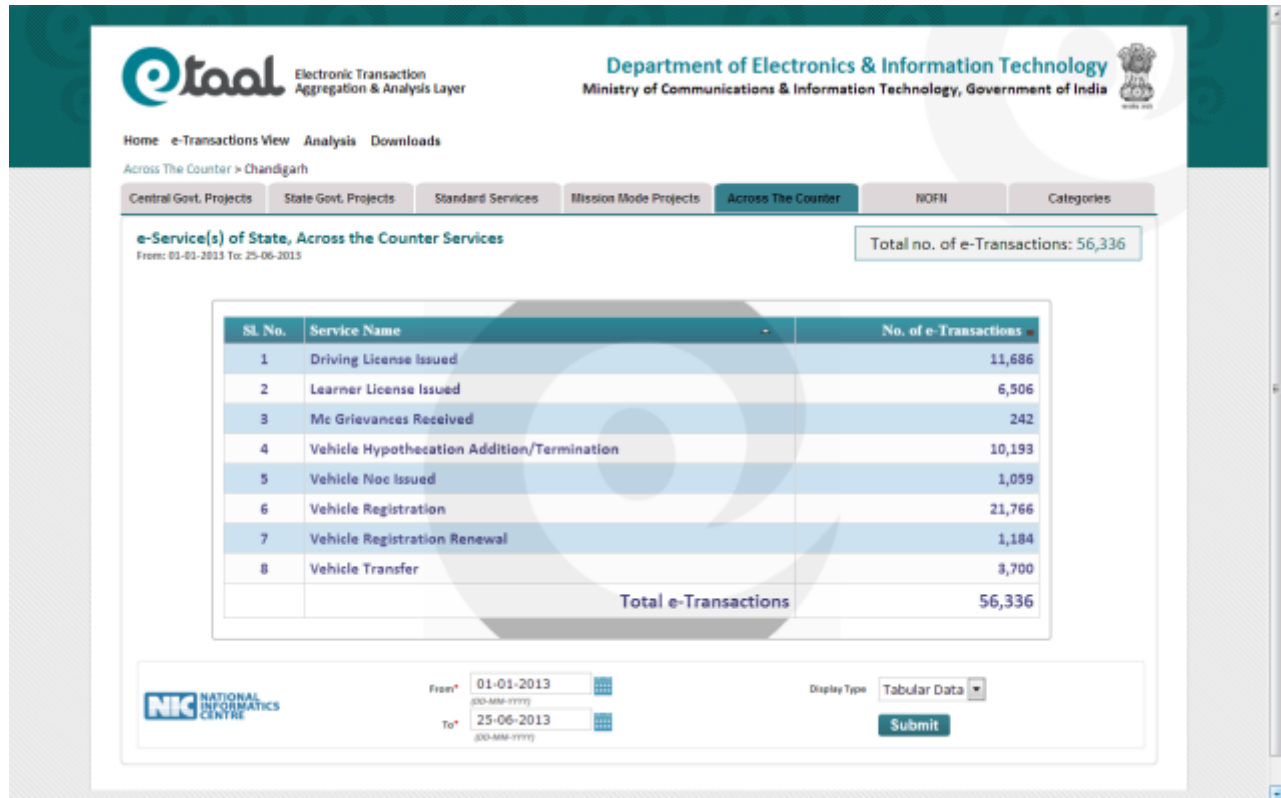 etaal Electronic Transaction
Aggregation & Analysis Layer
Department of Electronics & Information Technology
Ministry of Communications & Information Technology, Government of India
Home e-Transactions View Analysis Downloads
Across The Counter > Chandigarh
Central Govt. Projects State Govt. Projects Standard Services Mission Mode Projects Across The Counter NOFN Categories
e-Service(s) of State, Across the Counter Services
From: 01-01-2013 To: 25-06-2013
Total no. of e-Transactions: 56,336
Sl. No. Service Name No. of e-Transactions
1 Driving License Issued 11,686
2 Learner License Issued 6,506
3 Mc Grievances Received 242
4 Vehicle Hypothecation Addition/Termination 10,193
5 Vehicle Noc Issued 1,059
6 Vehicle Registration 21,766
7 Vehicle Registration Renewal 1,184
8 Vehicle Transfer 3,700
Total e-Transactions 56,336
NIC NATIONAL
INFORMATICS
CENTRE
From* 01-01-2013
(DD-MM-YYYY)
To* 25-06-2013
(DD-MM-YYYY)
Display Type Tabular Data
Submit